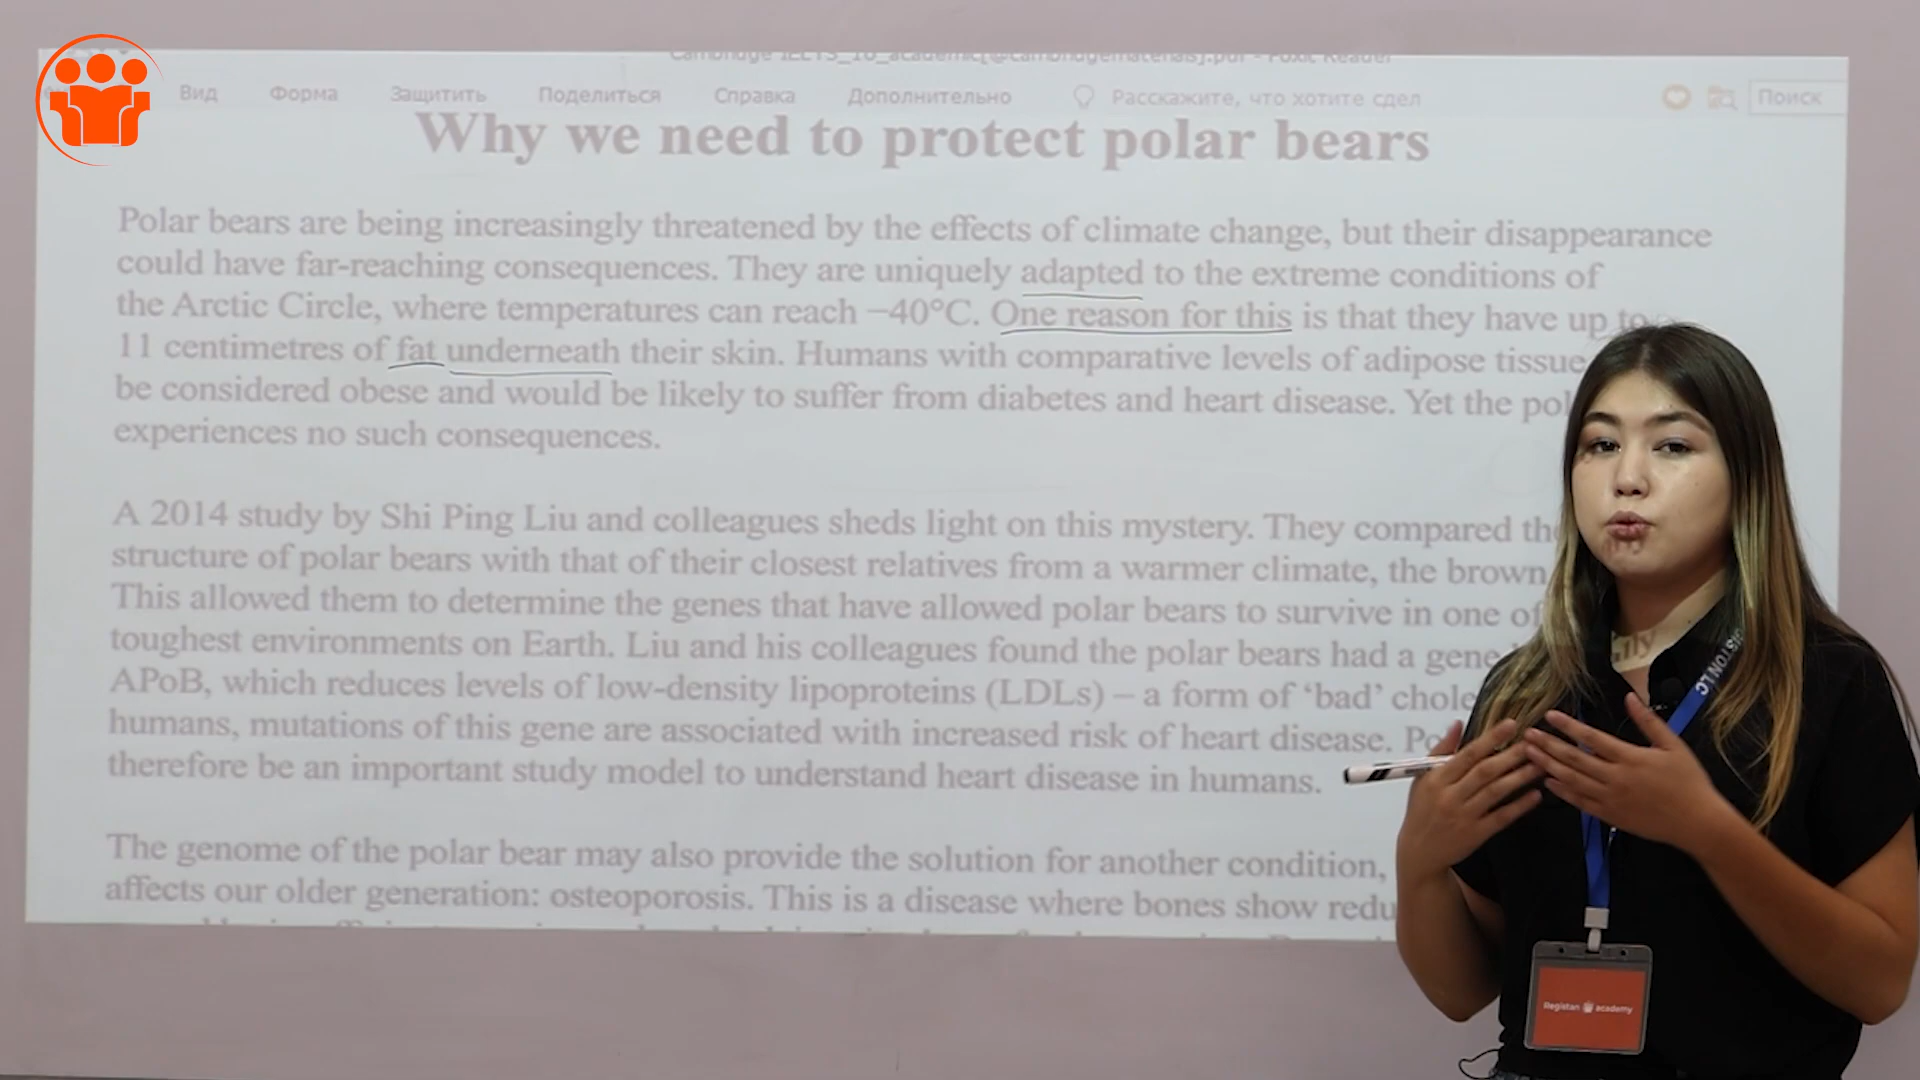 Cambridge IELTS_16_academic[@cambridgematerials].pdf - Foxit Reader
Вид Форма Защитить Поделиться Справка Дополнительно Расскажите, что хотите сдел Поиск
Why we need to protect polar bears
Polar bears are being increasingly threatened by the effects of climate change, but their disappearance
could have far-reaching consequences. They are uniquely adapted to the extreme conditions of
the Arctic Circle, where temperatures can reach −40°C. One reason for this is that they have up to
11 centimetres of fat underneath their skin. Humans with comparative levels of adipose tissue
be considered obese and would be likely to suffer from diabetes and heart disease. Yet the pol
experiences no such consequences.
A 2014 study by Shi Ping Liu and colleagues sheds light on this mystery. They compared the
structure of polar bears with that of their closest relatives from a warmer climate, the brown
This allowed them to determine the genes that have allowed polar bears to survive in one of
toughest environments on Earth. Liu and his colleagues found the polar bears had a gene
APoB, which reduces levels of low-density lipoproteins (LDLs) – a form of ‘bad’ chole
humans, mutations of this gene are associated with increased risk of heart disease. Po
therefore be an important study model to understand heart disease in humans.
The genome of the polar bear may also provide the solution for another condition,
affects our older generation: osteoporosis. This is a disease where bones show redu
ISTON LC
Registan academy